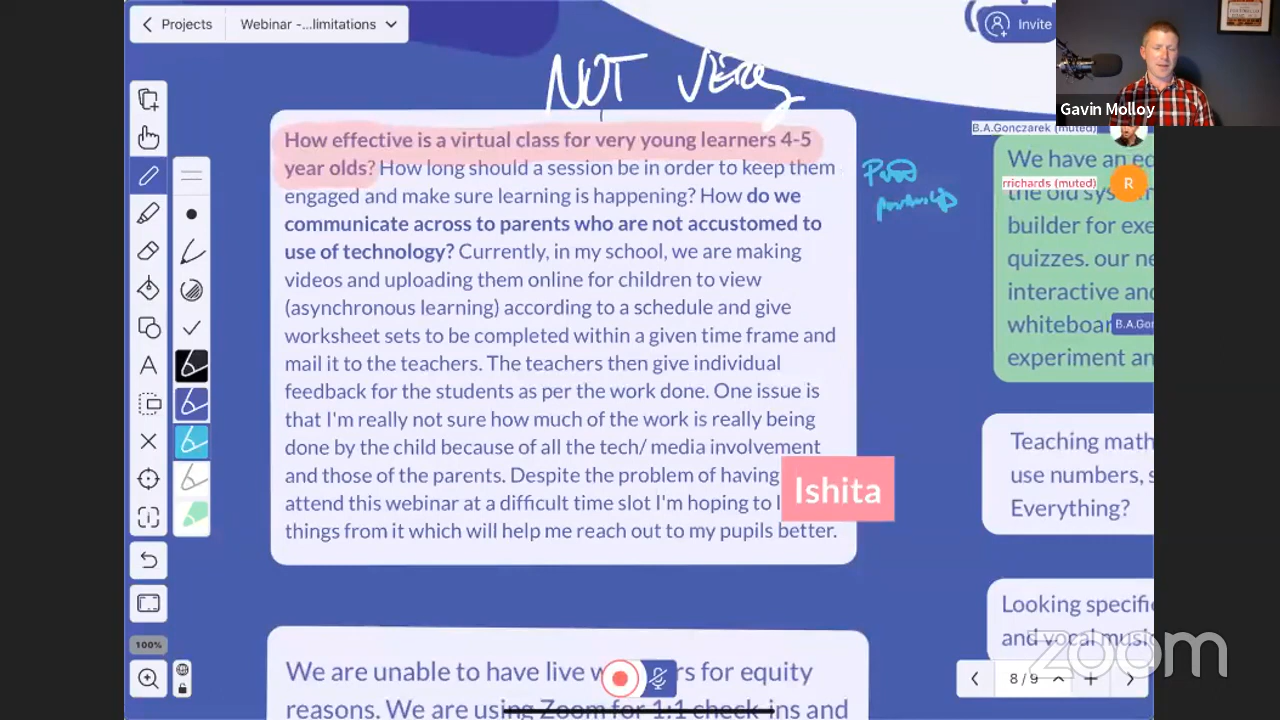 Projects
Webinar -...limitations
Invite
Gavin Molloy
NOT VERY
How effective is a virtual class for very young learners 4-5
year olds? How long should a session be in order to keep them
engaged and make sure learning is happening? How do we
communicate across to parents who are not accustomed to
use of technology? Currently, in my school, we are making
videos and uploading them online for children to view
(asynchronous learning) according to a schedule and give
worksheet sets to be completed within a given time frame and
mail it to the teachers. The teachers then give individual
feedback for the students as per the work done. One issue is
that I'm really not sure how much of the work is really being
done by the child because of all the tech/ media involvement
and those of the parents. Despite the problem of having
attend this webinar at a difficult time slot I'm hoping to
things from it which will help me reach out to my pupils better.
Ishita
B.A.Gonczarek (muted)
We have an
rrichards (muted)
R
the old
builder for
quizzes. our
interactive
B.A.Gon
experiment
Teaching
use numbers,
Everything?
Looking
and vocal
We are unable to have live for equity
reasons. We are using Zoom for 1:1 check-ins and
100%
8/9
zoom
A